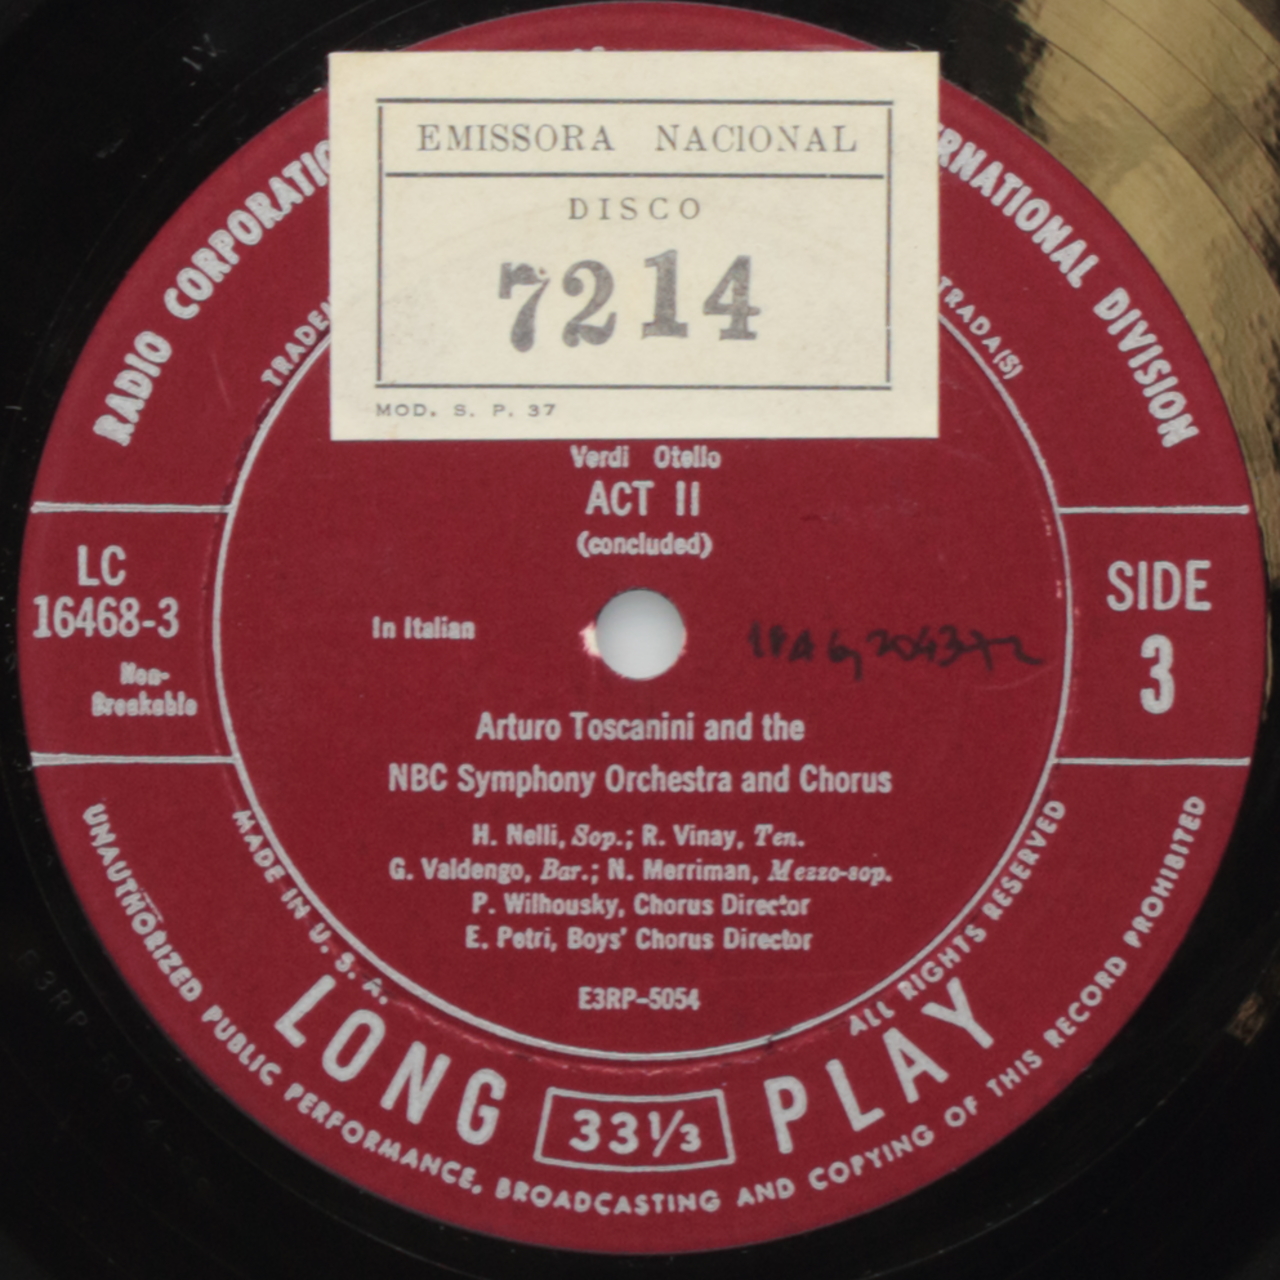 EMISSORA NACIONAL
DISCO
7214
MOD. S. P. 37
RADIO CORPORATIO
RNATIONAL DIVISION
TRADA(S)
Verdi Otello
ACT II
(concluded)
LC
16468-3
Non-
Breakable
In Italian
SIDE
3
Arturo Toscanini and the
NBC Symphony Orchestra and Chorus
H. Nelli, Sop.; R. Vinay, Ten.
G. Valdengo, Bar.; N. Merriman, Mezzo-sop.
P. Wilhousky, Chorus Director
E. Petri, Boys' Chorus Director
E3RP-5054
MADE IN U. S. A.
ALL RIGHTS RESERVED
LONG 33⅓ PLAY
UNAUTHORIZED PUBLIC PERFORMANCE, BROADCASTING AND COPYING OF THIS RECORD PROHIBITED